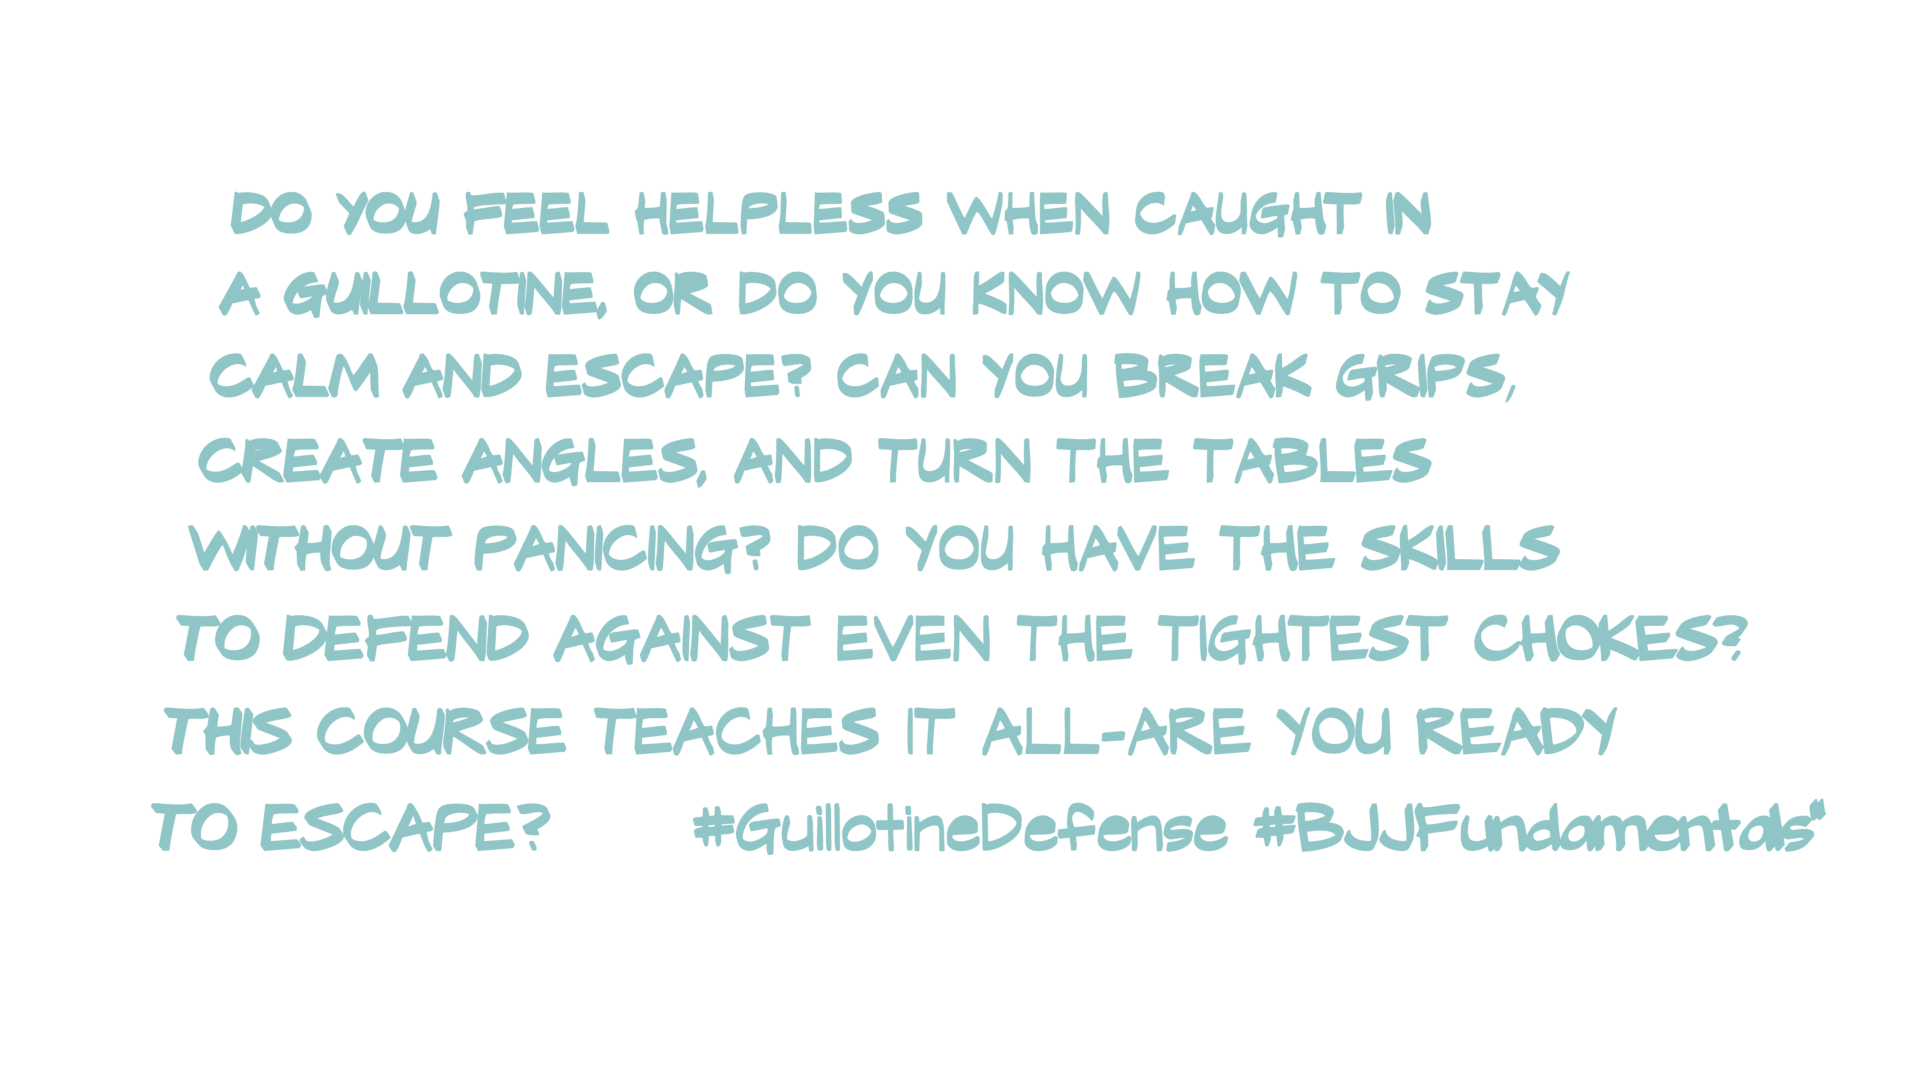 DO YOU FEEL HELPLESS WHEN CAUGHT IN
A GUILLOTINE, OR DO YOU KNOW HOW TO STAY
CALM AND ESCAPE? CAN YOU BREAK GRIPS,
CREATE ANGLES, AND TURN THE TABLES
WITHOUT PANICING? DO YOU HAVE THE SKILLS
TO DEFEND AGAINST EVEN THE TIGHTEST CHOKES?
THIS COURSE TEACHES IT ALL-ARE YOU READY
TO ESCAPE? #GuillotineDefense #BJJFundamentals"